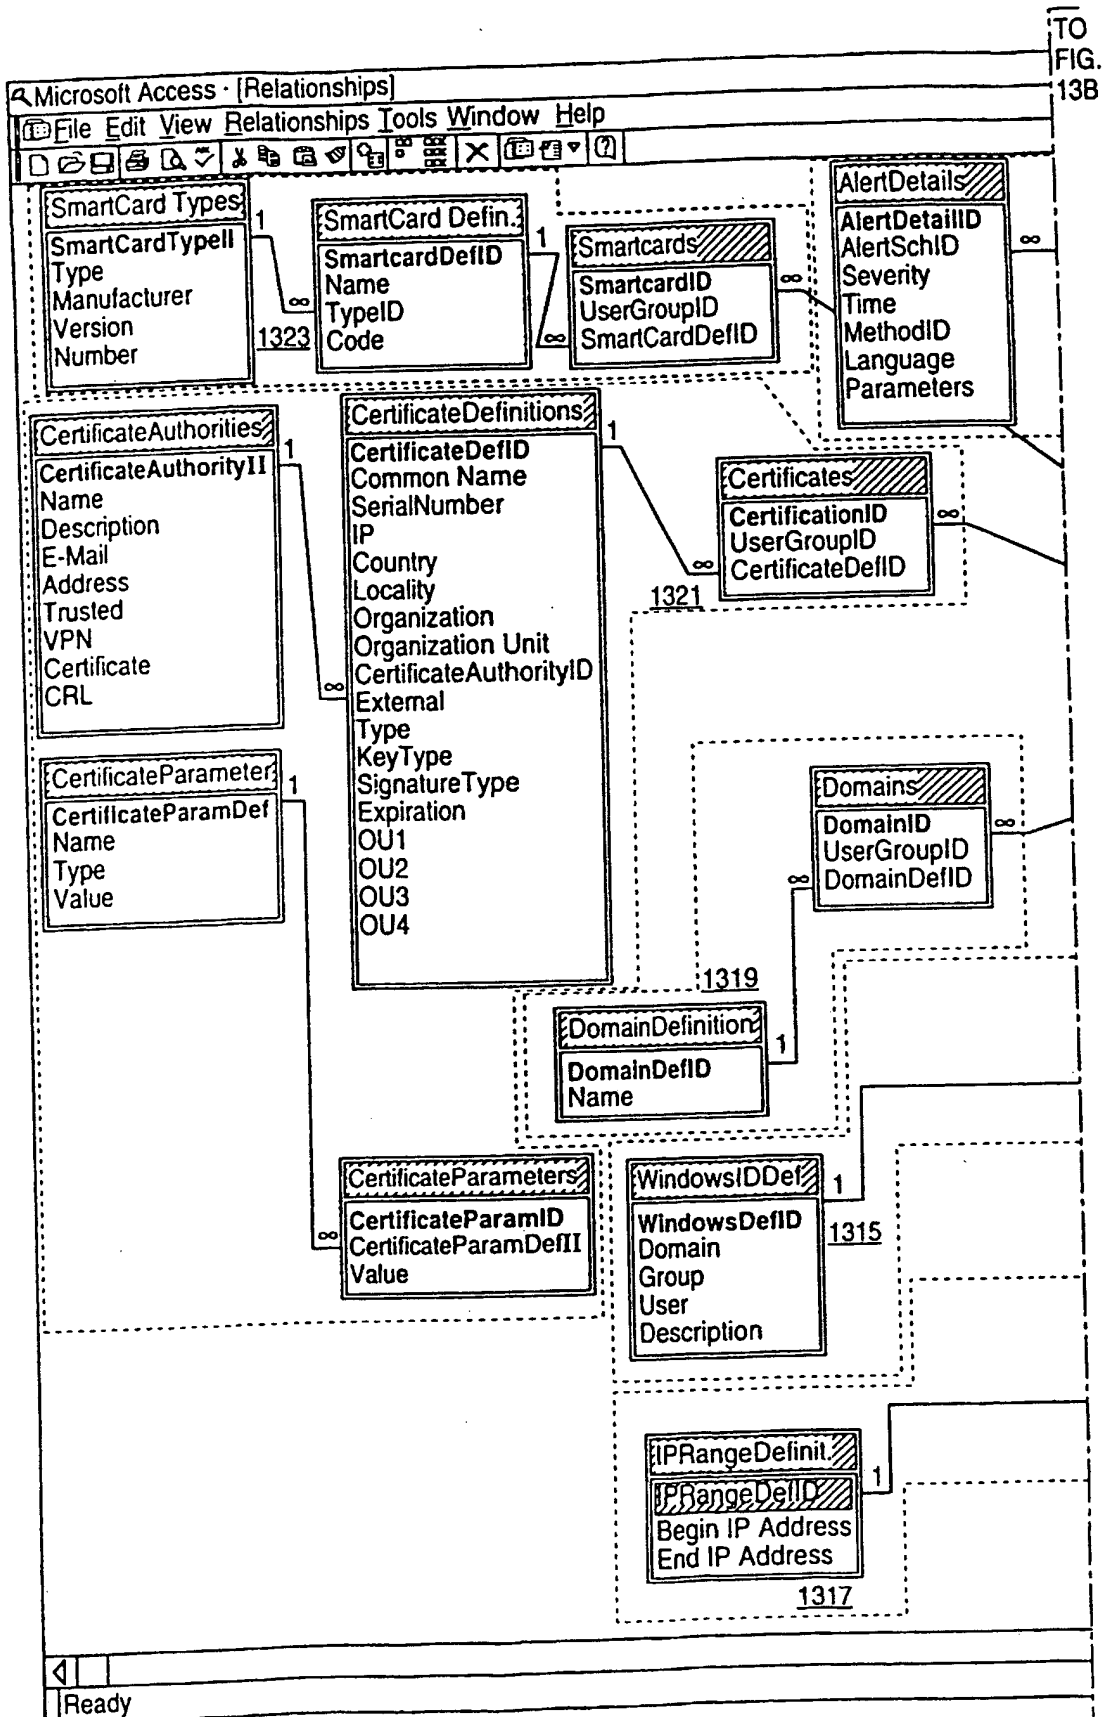 TO
FIG.
13B
Microsoft Access · [Relationships]
File Edit View Relationships Tools Window Help
SmartCard Types
SmartCardTypeII
Type
Manufacturer
Version
Number
1
∞
1323
SmartCard Defin.
SmartcardDefID
Name
TypeID
Code
1
∞
Smartcards
SmartcardID
UserGroupID
SmartCardDefID
∞
AlertDetails
AlertDetailID
AlertSchID
Severity
Time
MethodID
Language
Parameters
∞
CertificateAuthorities
CertificateAuthorityII
Name
Description
E-Mail
Address
Trusted
VPN
Certificate
CRL
1
∞
CertificateDefinitions
CertificateDefID
Common Name
SerialNumber
IP
Country
Locality
Organization
Organization Unit
CertificateAuthorityID
External
Type
KeyType
SignatureType
Expiration
OU1
OU2
OU3
OU4
1
∞
1321
Certificates
CertificationID
UserGroupID
CertificateDefID
∞
CertificateParameter
CertificateParamDef
Name
Type
Value
1
∞
Domains
DomainID
UserGroupID
DomainDefID
∞
∞
1319
DomainDefinition
DomainDefID
Name
1
CertificateParameters
CertificateParamID
CertificateParamDefII
Value
WindowsIDDef
WindowsDefID
Domain
Group
User
Description
1
1315
IPRangeDefinit.
IPRangeDefID
Begin IP Address
End IP Address
1
1317
Ready